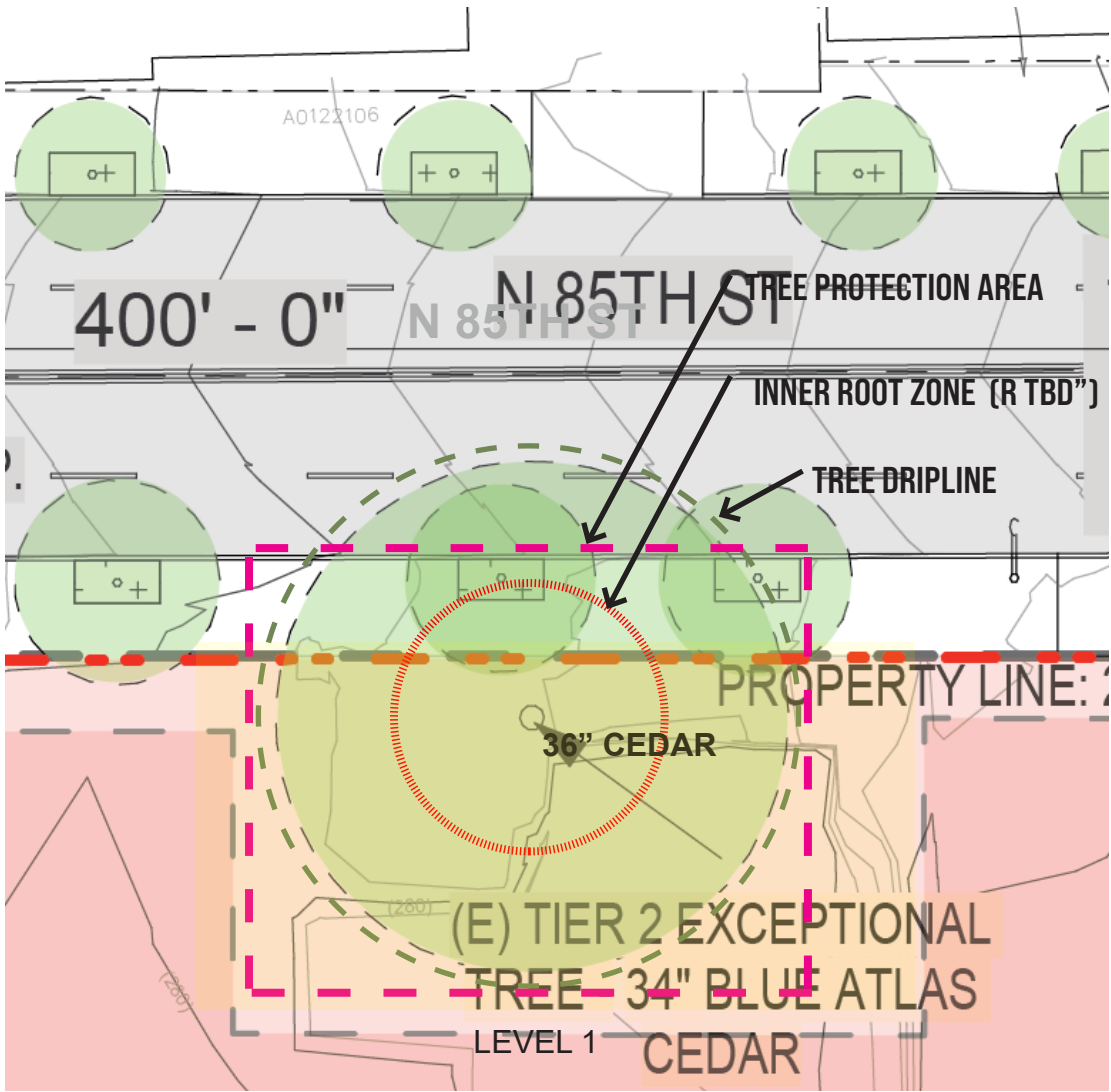 A0122106
N 85TH ST
TREE PROTECTION AREA
400' - 0"
N 85TH ST
INNER ROOT ZONE (R TBD”)
TREE DRIPLINE
PROPERTY LINE: 2
36” CEDAR
(280)
(E) TIER 2 EXCEPTIONAL
TREE - 34" BLUE ATLAS
CEDAR
(280)
LEVEL 1